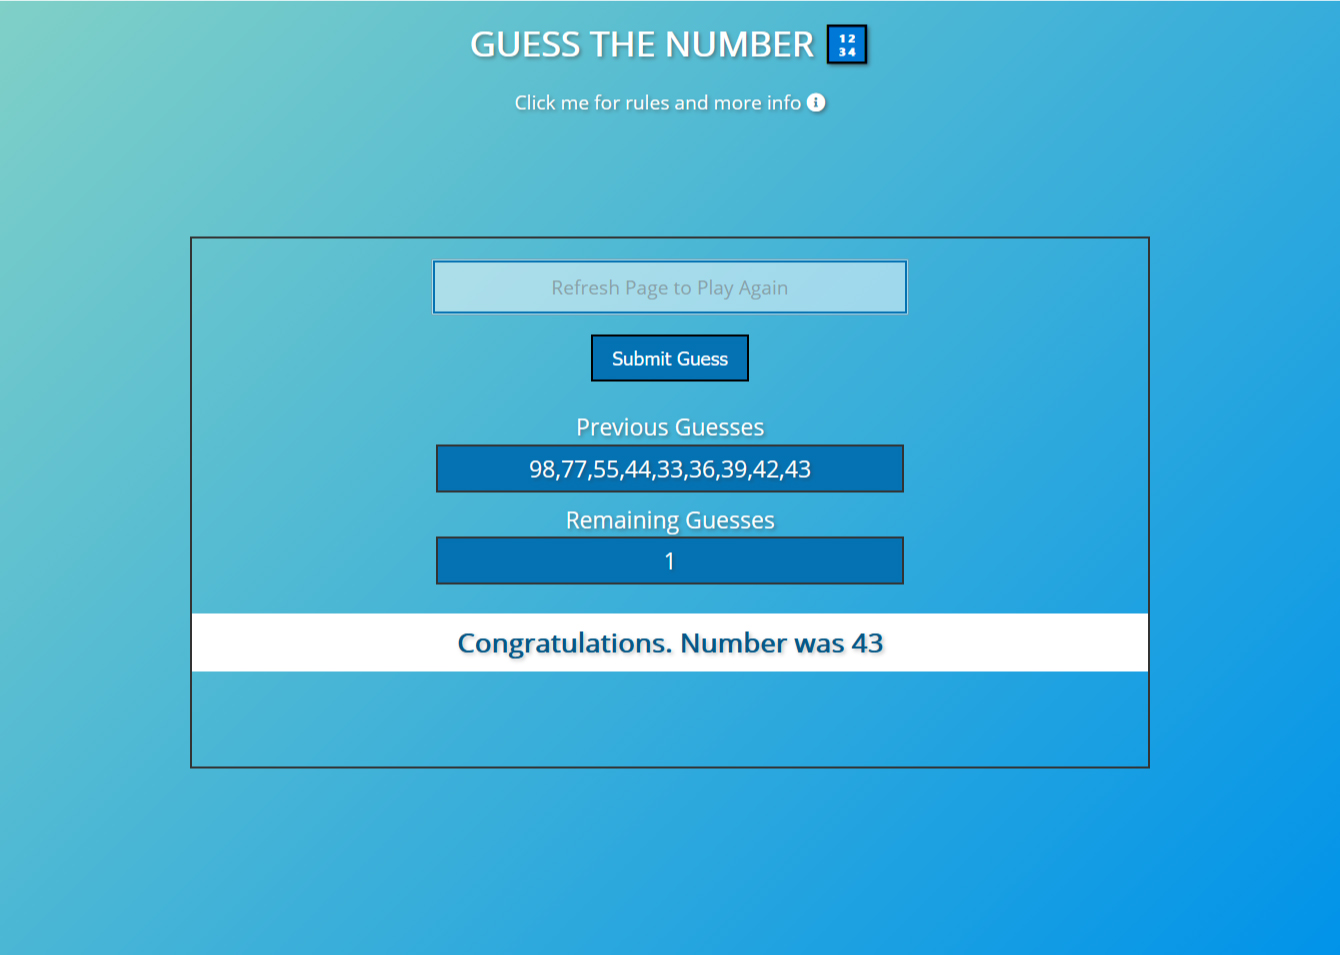 GUESS THE NUMBER 12
34
Click me for rules and more info
Refresh Page to Play Again
Submit Guess
Previous Guesses
98,77,55,44,33,36,39,42,43
Remaining Guesses
1
Congratulations. Number was 43